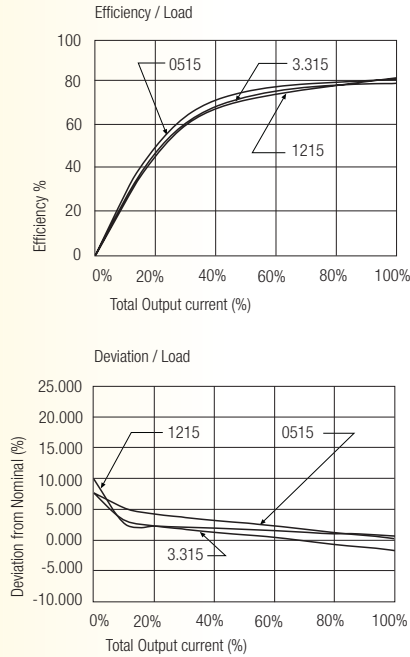 Efficiency / Load
100
80
60
40
20
0
0515
3.315
1215
Efficiency %
0% 20% 40% 60% 80% 100%
Total Output current (%)
Deviation / Load
25.000
20.000
15.000
10.000
5.000
0.000
-5.000
-10.000
1215
0515
3.315
Deviation from Nominal (%)
0% 20% 40% 60% 80% 100%
Total Output current (%)